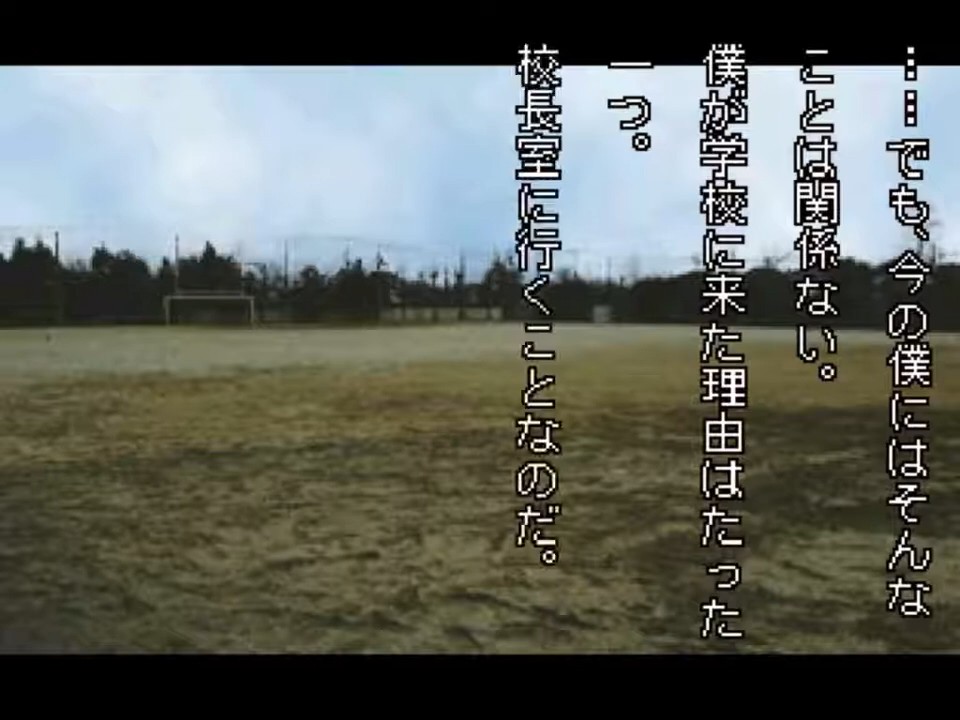 ……でも、今の僕にはそんな
ことは関係ない。
僕が学校に来た理由はたった
一つ。
校長室に行くことなのだ。